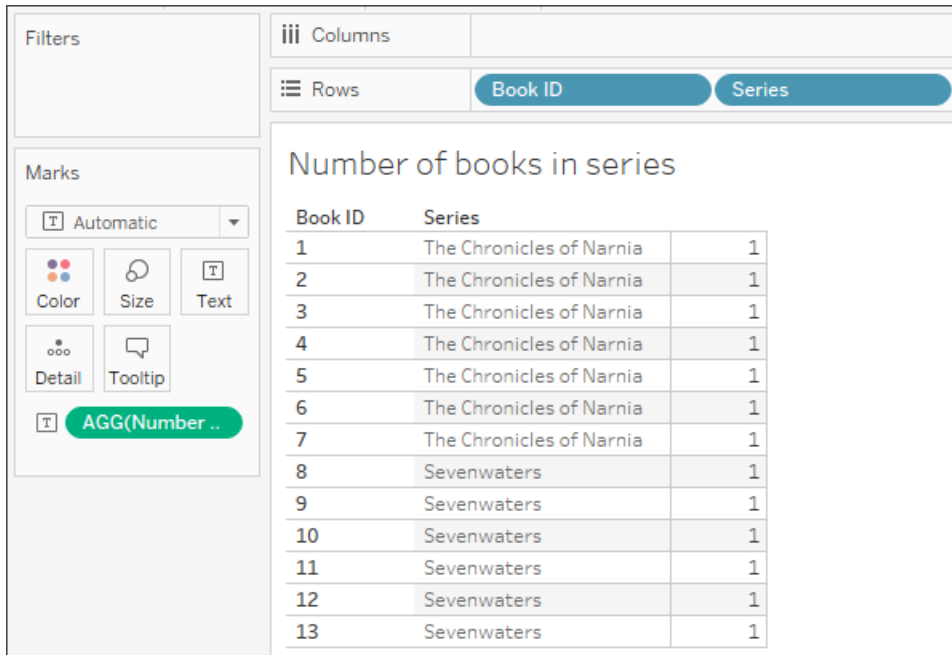 Filters
Columns
Rows Book ID Series
Marks
Automatic
Color Size Text
Detail Tooltip
AGG(Number ..
Number of books in series
Book ID Series
1 The Chronicles of Narnia 1
2 The Chronicles of Narnia 1
3 The Chronicles of Narnia 1
4 The Chronicles of Narnia 1
5 The Chronicles of Narnia 1
6 The Chronicles of Narnia 1
7 The Chronicles of Narnia 1
8 Sevenwaters 1
9 Sevenwaters 1
10 Sevenwaters 1
11 Sevenwaters 1
12 Sevenwaters 1
13 Sevenwaters 1